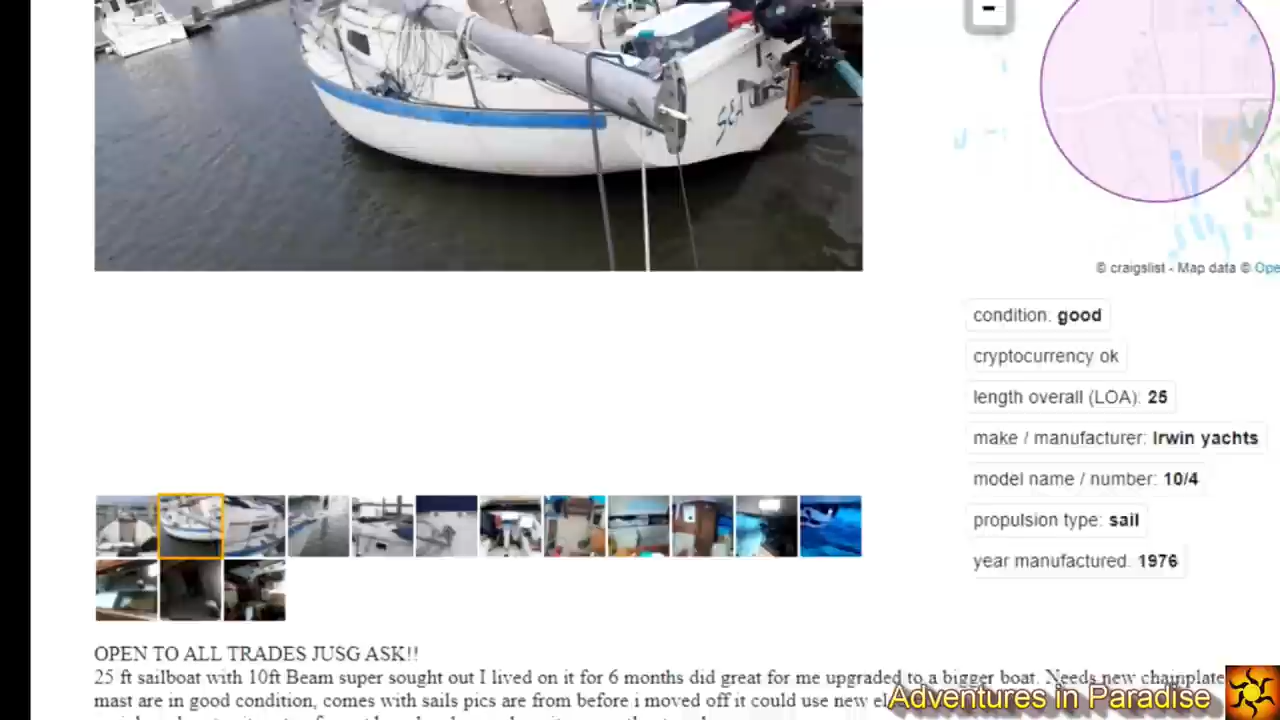 -
SEA
© craigslist - Map data © Ope
condition: good
cryptocurrency ok
length overall (LOA): 25
make / manufacturer: Irwin yachts
model name / number: 10/4
propulsion type: sail
year manufactured: 1976
OPEN TO ALL TRADES JUSG ASK!!
25 ft sailboat with 10ft Beam super sought out I lived on it for 6 months did great for me upgraded to a bigger boat. Needs new chainplate
mast are in good condition, comes with sails pics are from before i moved off it could use new el
Adventures in Paradise